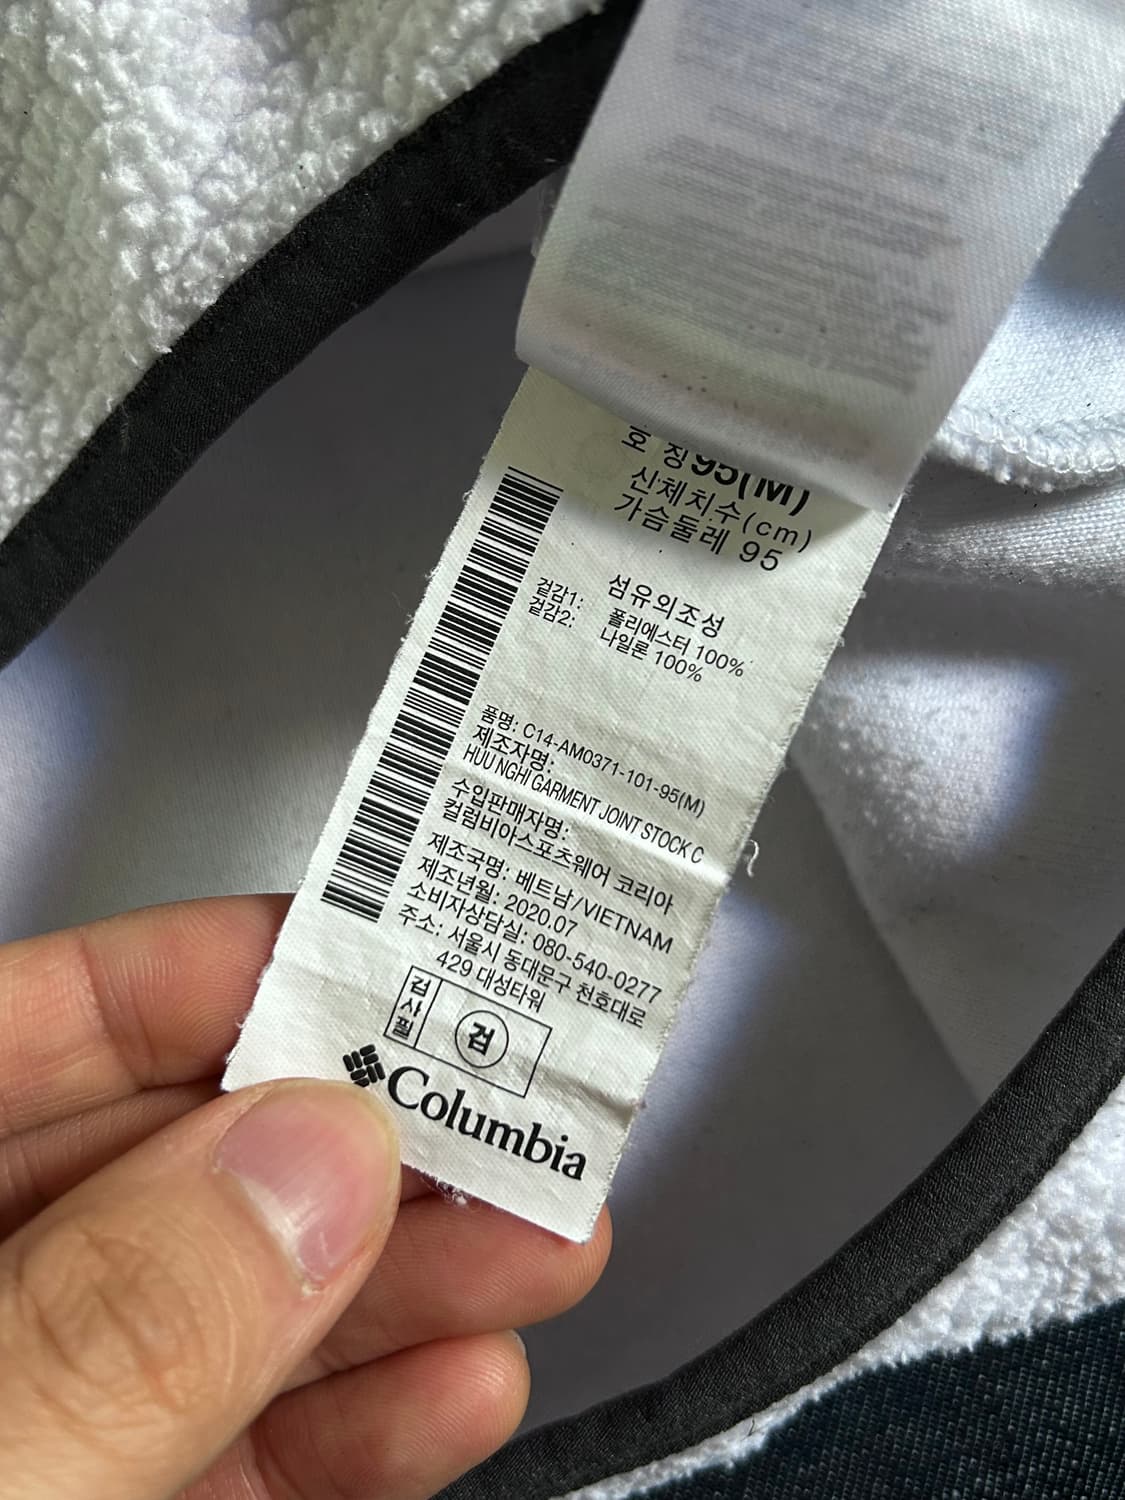 호 칭 95(M)
신체치수(cm)
가슴둘레 95
섬유의조성
겉감1: 폴리에스터 100%
겉감2: 나일론 100%
품명: C14-AM0371-101-95(M)
제조자명:
HUU NGHI GARMENT JOINT STOCK C
수입판매자명:
컬럼비아스포츠웨어 코리아
제조국명: 베트남/VIETNAM
제조년월: 2020.07
소비자상담실: 080-540-0277
주소: 서울시 동대문구 천호대로
429 대성타워
검사필 검
Columbia